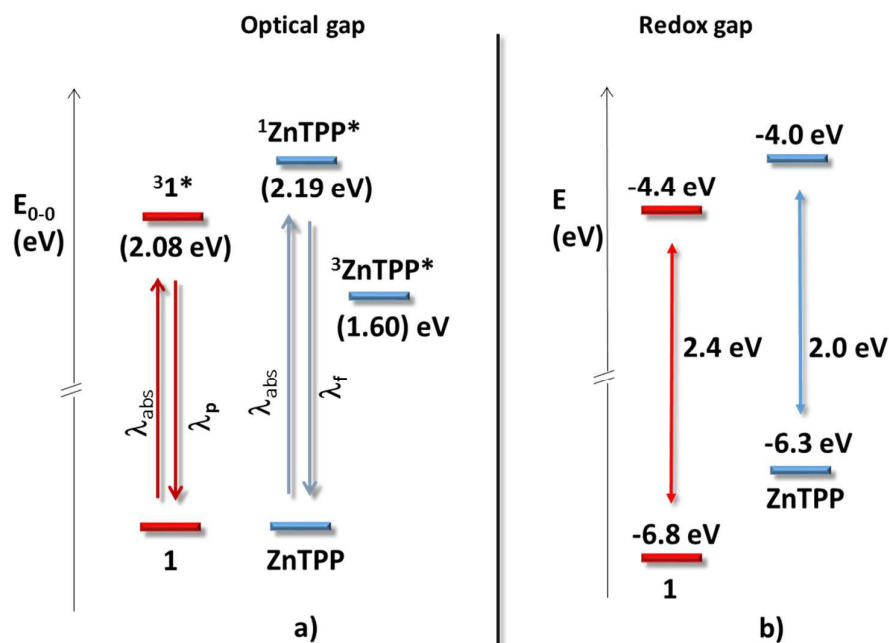 Optical gap
Redox gap
¹ZnTPP*
(2.19 eV)
³1*
(2.08 eV)
³ZnTPP*
(1.60) eV
E₀₋₀
(eV)
λabs
λp
λabs
λf
1
ZnTPP
a)
-4.0 eV
-4.4 eV
E
(eV)
2.4 eV
2.0 eV
-6.3 eV
ZnTPP
-6.8 eV
1
b)